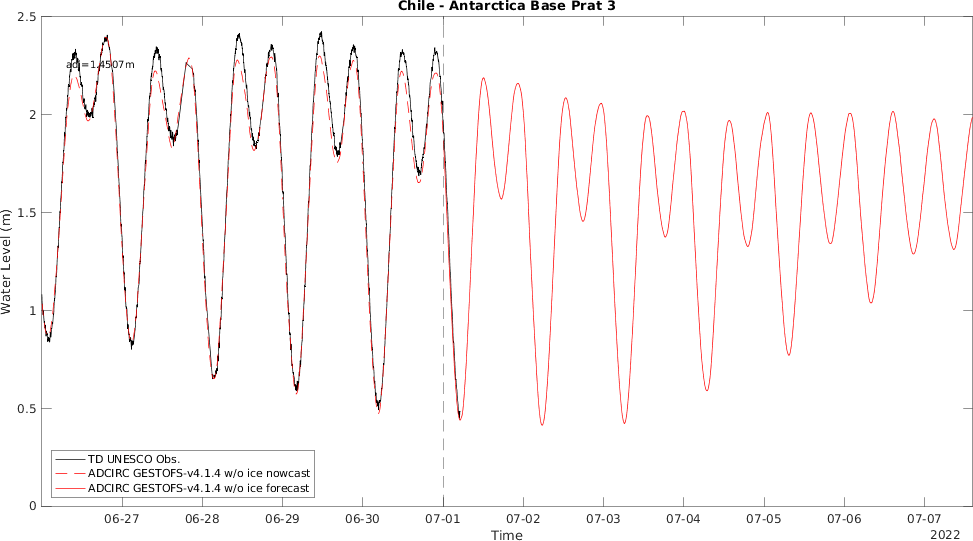 Chile - Antarctica Base Prat 3
2.5
adj=1.4507m
2
1.5
Water Level (m)
1
0.5
TD UNESCO Obs.
ADCIRC GESTOFS-v4.1.4 w/o ice nowcast
ADCIRC GESTOFS-v4.1.4 w/o ice forecast
0
06-27 06-28 06-29 06-30 07-01 07-02 07-03 07-04 07-05 07-06 07-07
Time
2022